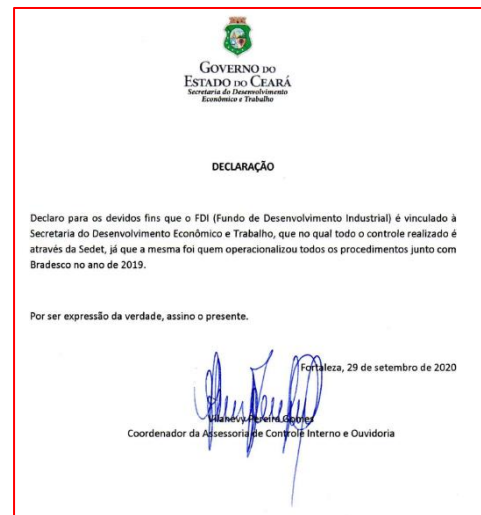 GOVERNO DO
ESTADO DO CEARÁ
Secretaria do Desenvolvimento
Econômico e Trabalho
DECLARAÇÃO
Declaro para os devidos fins que o FDI (Fundo de Desenvolvimento Industrial) é vinculado à
Secretaria do Desenvolvimento Econômico e Trabalho, que no qual todo o controle realizado é
através da Sedet, já que a mesma foi quem operacionalizou todos os procedimentos junto com
Bradesco no ano de 2019.
Por ser expressão da verdade, assino o presente.
Fortaleza, 29 de setembro de 2020
Vilanevy Pereira Gomes
Coordenador da Assessoria de Controle Interno e Ouvidoria